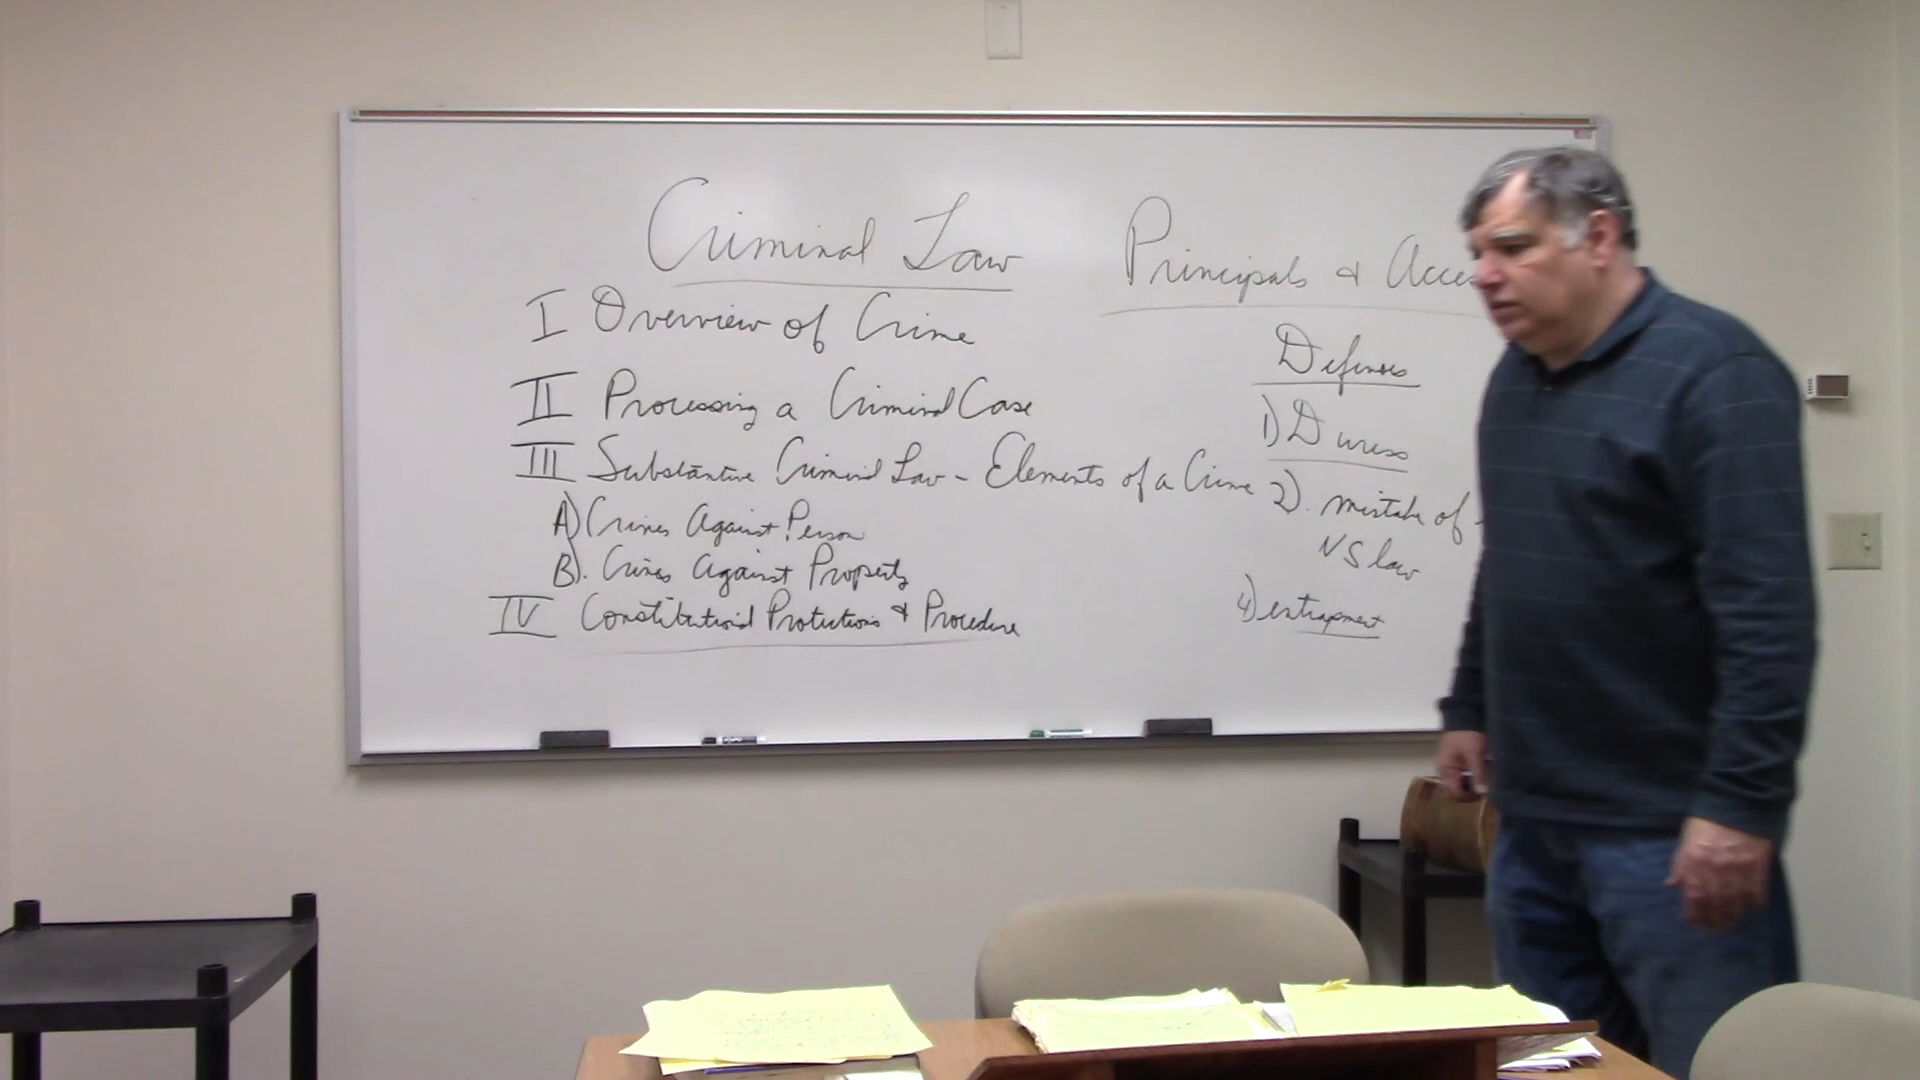 Criminal Law
I Overview of Crime
II Processing a Criminal Case
III Substantive Criminal Law - Elements of a Crime
A) Crimes Against Person
B). Crimes Against Property
IV Constitutional Protections & Procedure
Principals & Acces
Defenses
1) Duress
2). mistake of
VS law
4) entrapment